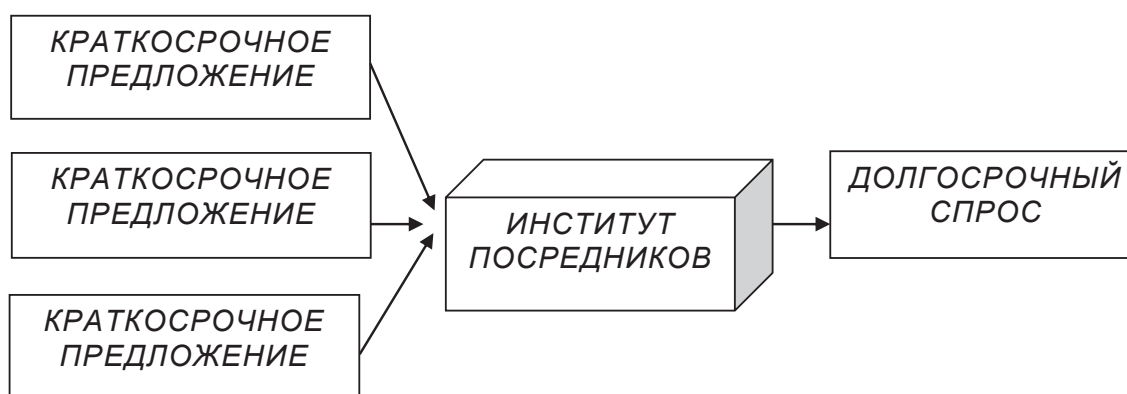 КРАТКОСРОЧНОЕ
ПРЕДЛОЖЕНИЕ
КРАТКОСРОЧНОЕ
ПРЕДЛОЖЕНИЕ
КРАТКОСРОЧНОЕ
ПРЕДЛОЖЕНИЕ
ИНСТИТУТ
ПОСРЕДНИКОВ
ДОЛГОСРОЧНЫЙ
СПРОС